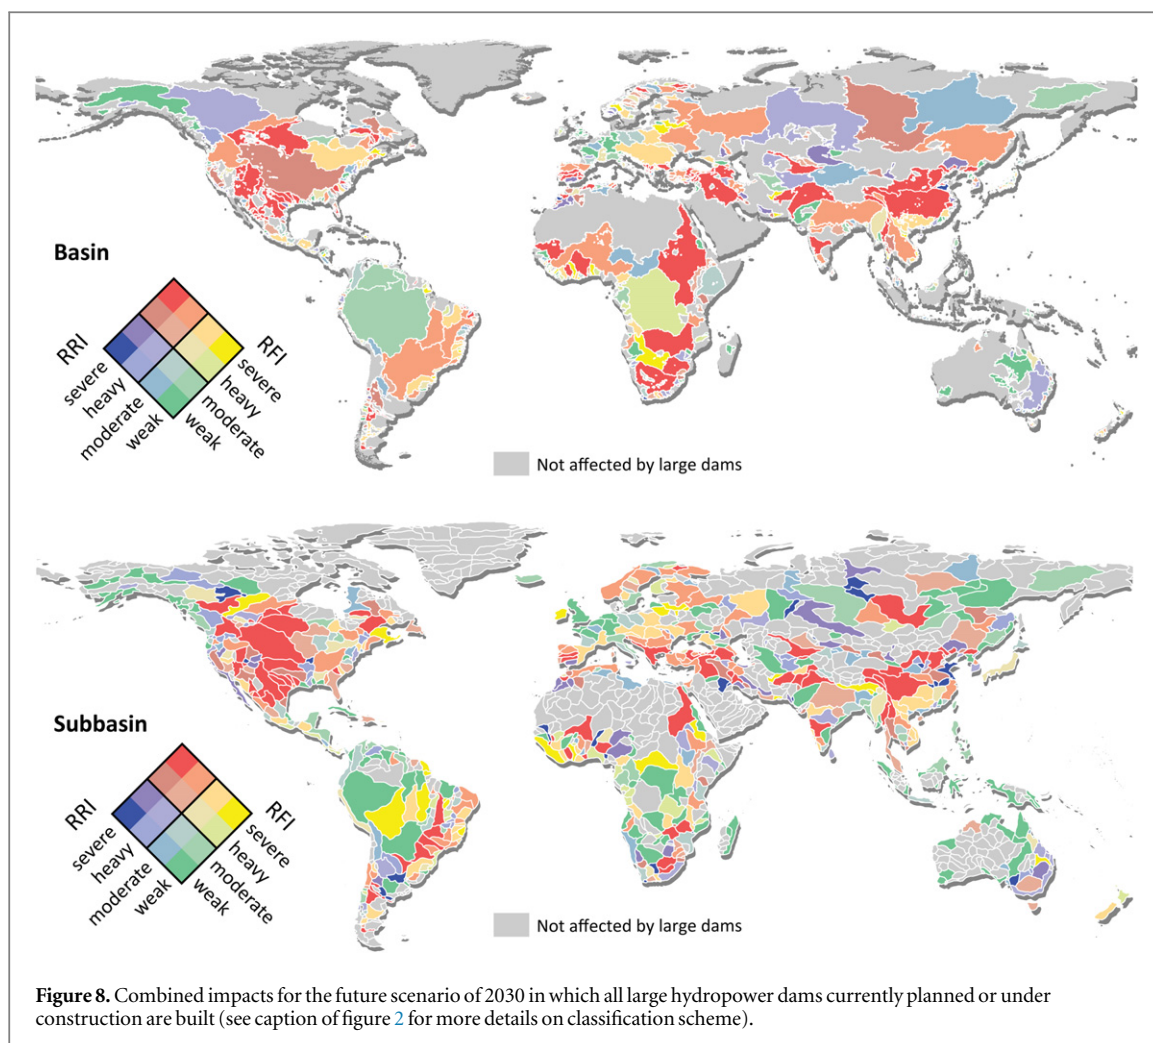 Basin
RRI
RFI
severe
heavy
moderate
weak
severe
heavy
moderate
weak
Not affected by large dams
Subbasin
RRI
RFI
severe
heavy
moderate
weak
severe
heavy
moderate
weak
Not affected by large dams
Figure 8. Combined impacts for the future scenario of 2030 in which all large hydropower dams currently planned or under
construction are built (see caption of figure 2 for more details on classification scheme).